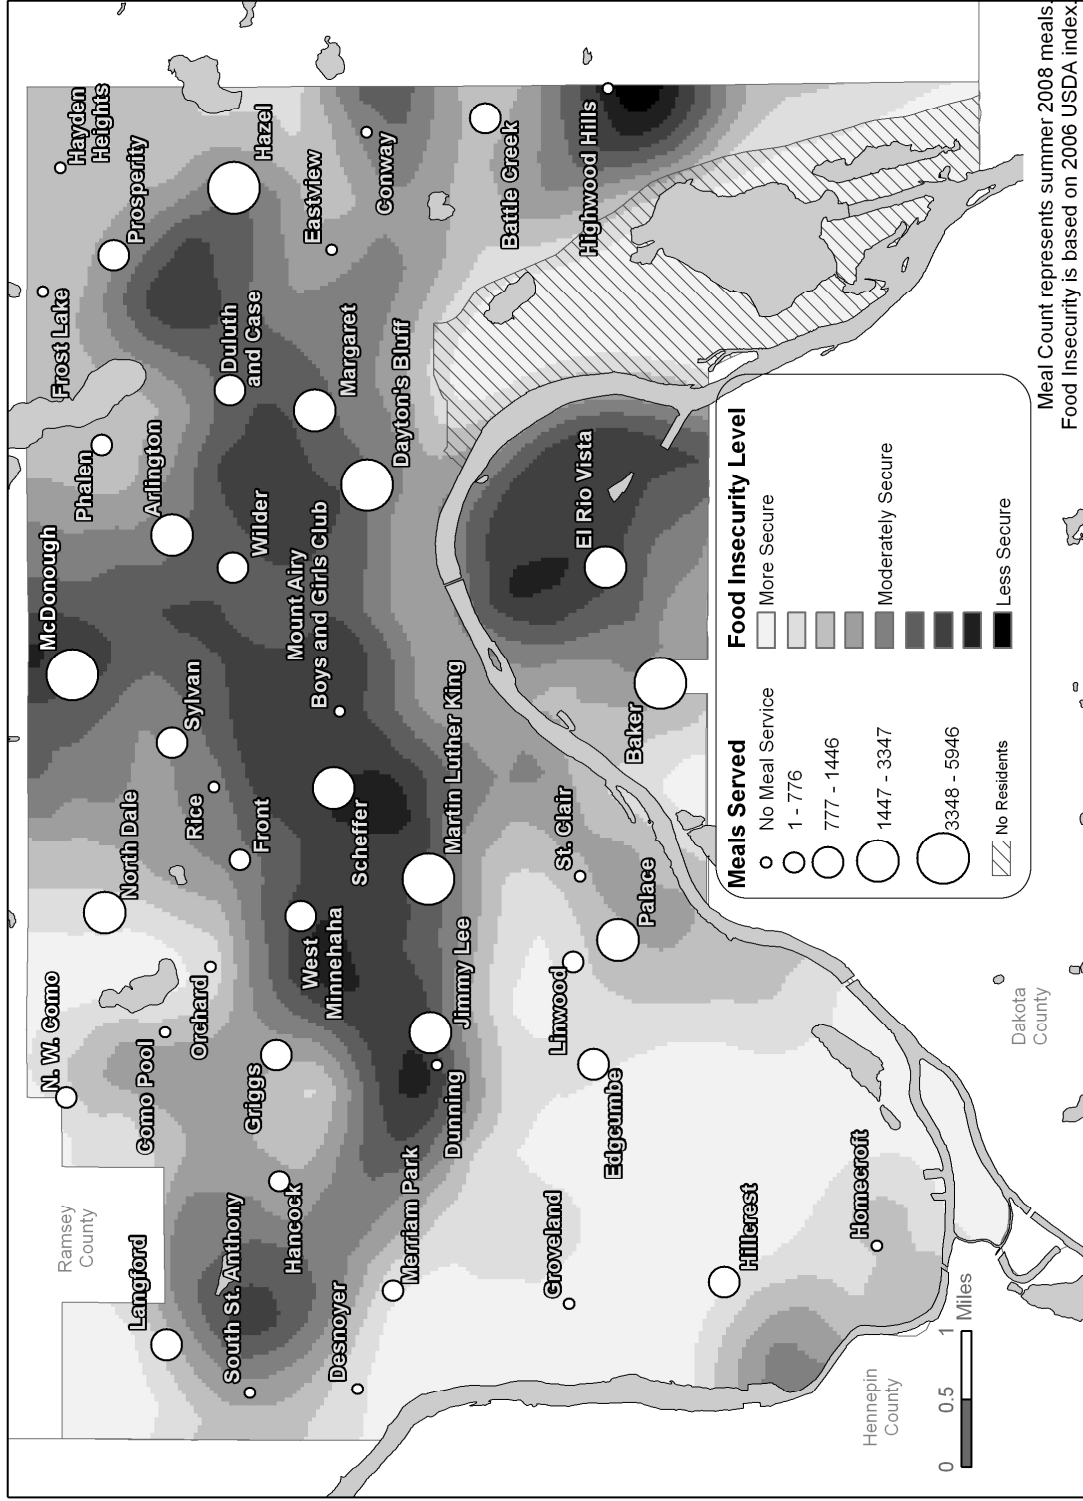 Ramsey
County
Hennepin
County
Dakota
County
Langford
South St. Anthony
Desnoyer
Hancock
Merriam Park
Groveland
Hillcrest
Homecroft
N. W. Como
Como Pool
Orchard
Griggs
Dunning
Jimmy Lee
Edgcumbe
Linwood
North Dale
Rice
Front
West
Minnehaha
Scheffer
Martin Luther King
St. Clair
Palace
McDonough
Sylvan
Mount Airy
Boys and Girls Club
Baker
Phalen
Arlington
Wilder
Dayton's Bluff
El Rio Vista
Frost Lake
Duluth
and Case
Margaret
Hayden
Heights
Prosperity
Hazel
Eastview
Conway
Battle Creek
Highwood Hills
0 0.5 1
Miles
Meals Served
No Meal Service
1 - 776
777 - 1446
1447 - 3347
3348 - 5946
No Residents
Food Insecurity Level
More Secure
Moderately Secure
Less Secure
Meal Count represents summer 2008 meals.
Food Insecurity is based on 2006 USDA index.